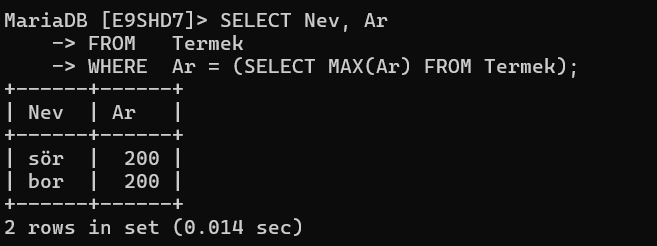 MariaDB [E9SHD7]> SELECT Nev, Ar
    -> FROM   Termek
    -> WHERE  Ar = (SELECT MAX(Ar) FROM Termek);
+------+------+
| Nev  | Ar   |
+------+------+
| sör  |  200 |
| bor  |  200 |
+------+------+
2 rows in set (0.014 sec)